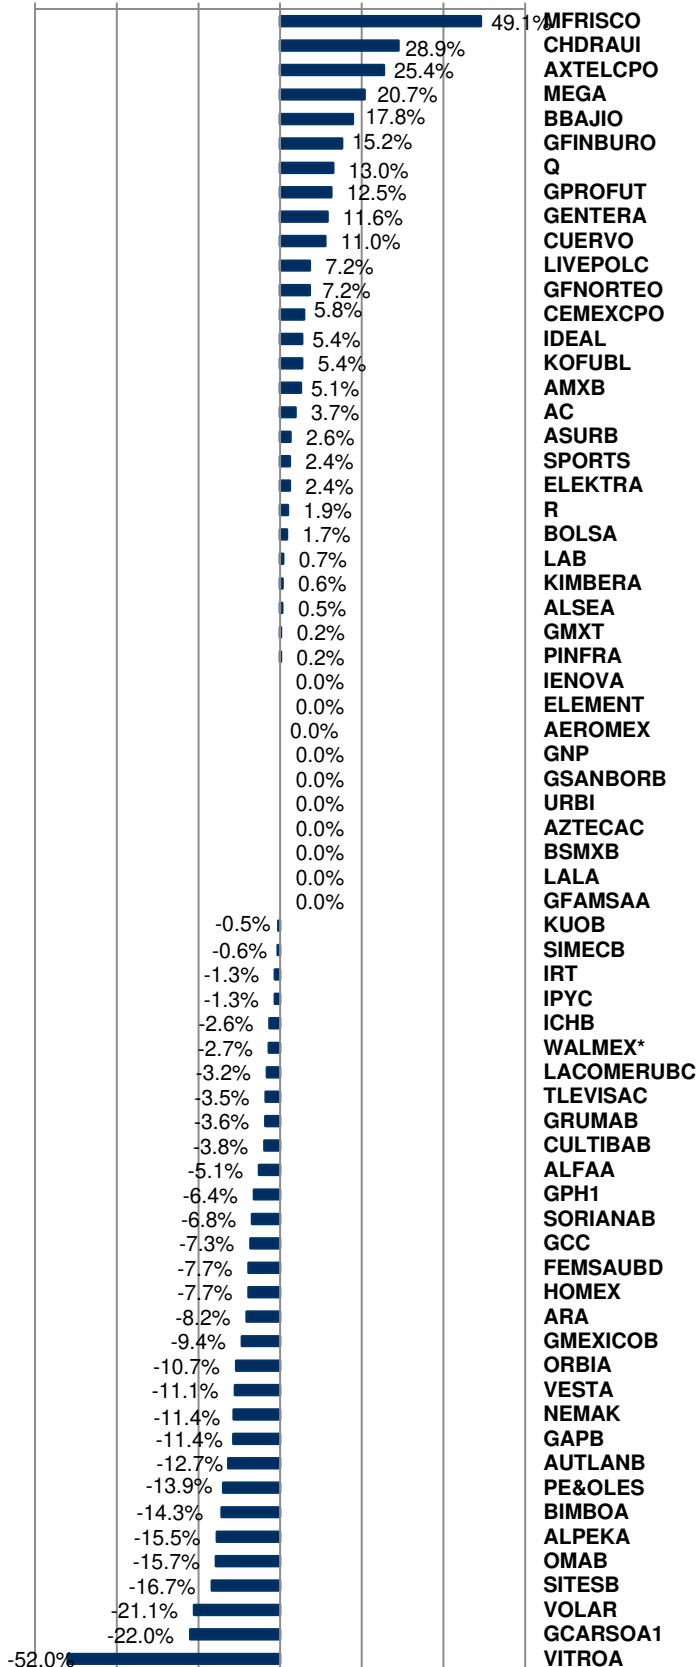 49.1% MFRISCO
28.9% CHDRAUI
25.4% AXTELCPO
20.7% MEGA
17.8% BBAJIO
15.2% GFINBURO
13.0% Q
12.5% GPROFUT
11.6% GENTERA
11.0% CUERVO
7.2% LIVEPOLC
7.2% GFNORTEO
5.8% CEMEXCPO
5.4% IDEAL
5.4% KOFUBL
5.1% AMXB
3.7% AC
2.6% ASURB
2.4% SPORTS
2.4% ELEKTRA
1.9% R
1.7% BOLSA
0.7% LAB
0.6% KIMBERA
0.5% ALSEA
0.2% GMXT
0.2% PINFRA
0.0% IENOVA
0.0% ELEMENT
0.0% AEROMEX
0.0% GNP
0.0% GSANBORB
0.0% URBI
0.0% AZTECAC
0.0% BSMXB
0.0% LALA
0.0% GFAMSAA
-0.5% KUOB
-0.6% SIMECB
-1.3% IRT
-1.3% IPYC
-2.6% ICHB
-2.7% WALMEX*
-3.2% LACOMERUBC
-3.5% TLEVISAC
-3.6% GRUMAB
-3.8% CULTIBAB
-5.1% ALFAA
-6.4% GPH1
-6.8% SORIANAB
-7.3% GCC
-7.7% FEMSAUBD
-7.7% HOMEX
-8.2% ARA
-9.4% GMEXICOB
-10.7% ORBIA
-11.1% VESTA
-11.4% NEMAK
-11.4% GAPB
-12.7% AUTLANB
-13.9% PE&OLES
-14.3% BIMBOA
-15.5% ALPEKA
-15.7% OMAB
-16.7% SITESB
-21.1% VOLAR
-22.0% GCARSOA1
-52.0% VITROA